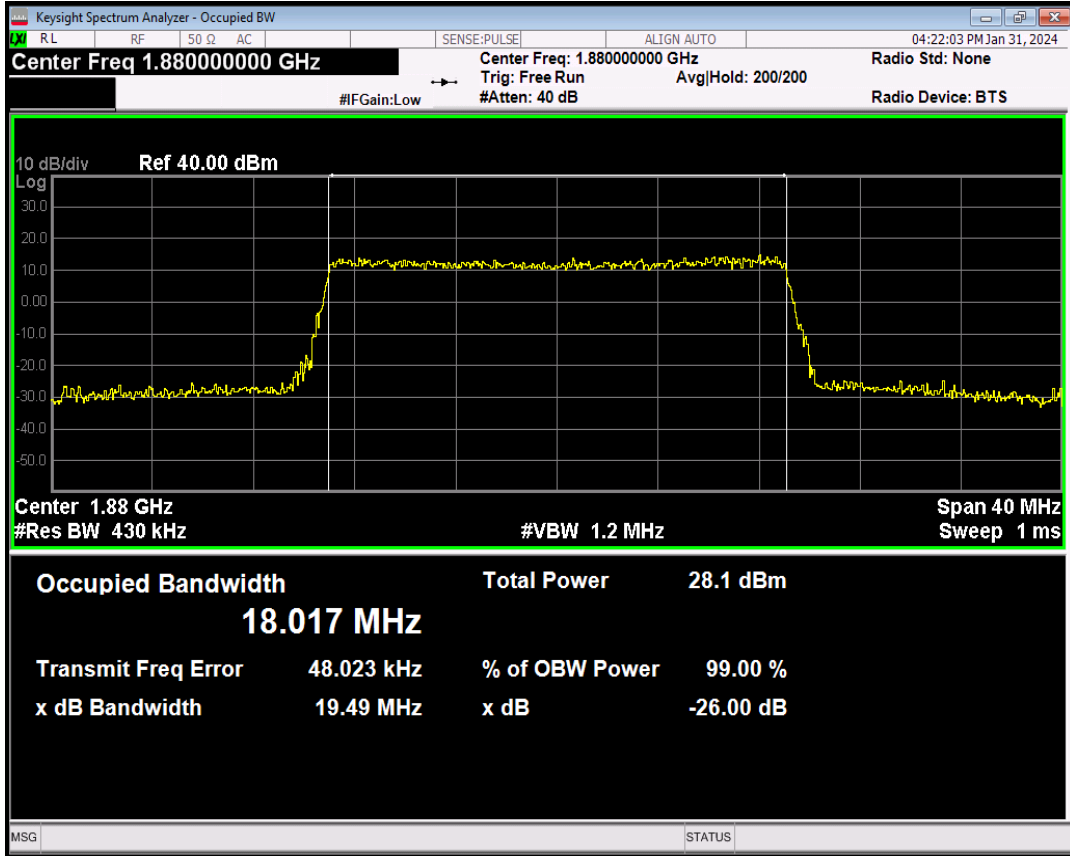 Keysight Spectrum Analyzer - Occupied BW
LXI RL RF 50 Ω AC SENSE:PULSE ALIGN AUTO 04:22:03 PM Jan 31, 2024
Center Freq 1.880000000 GHz Center Freq: 1.880000000 GHz Radio Std: None
Trig: Free Run Avg|Hold: 200/200
#IFGain:Low #Atten: 40 dB Radio Device: BTS
10 dB/div Ref 40.00 dBm
Log
30.0
20.0
10.0
0.00
-10.0
-20.0
-30.0
-40.0
-50.0
Center 1.88 GHz Span 40 MHz
#Res BW 430 kHz #VBW 1.2 MHz Sweep 1 ms
Occupied Bandwidth Total Power 28.1 dBm
18.017 MHz
Transmit Freq Error 48.023 kHz % of OBW Power 99.00 %
x dB Bandwidth 19.49 MHz x dB -26.00 dB
MSG STATUS